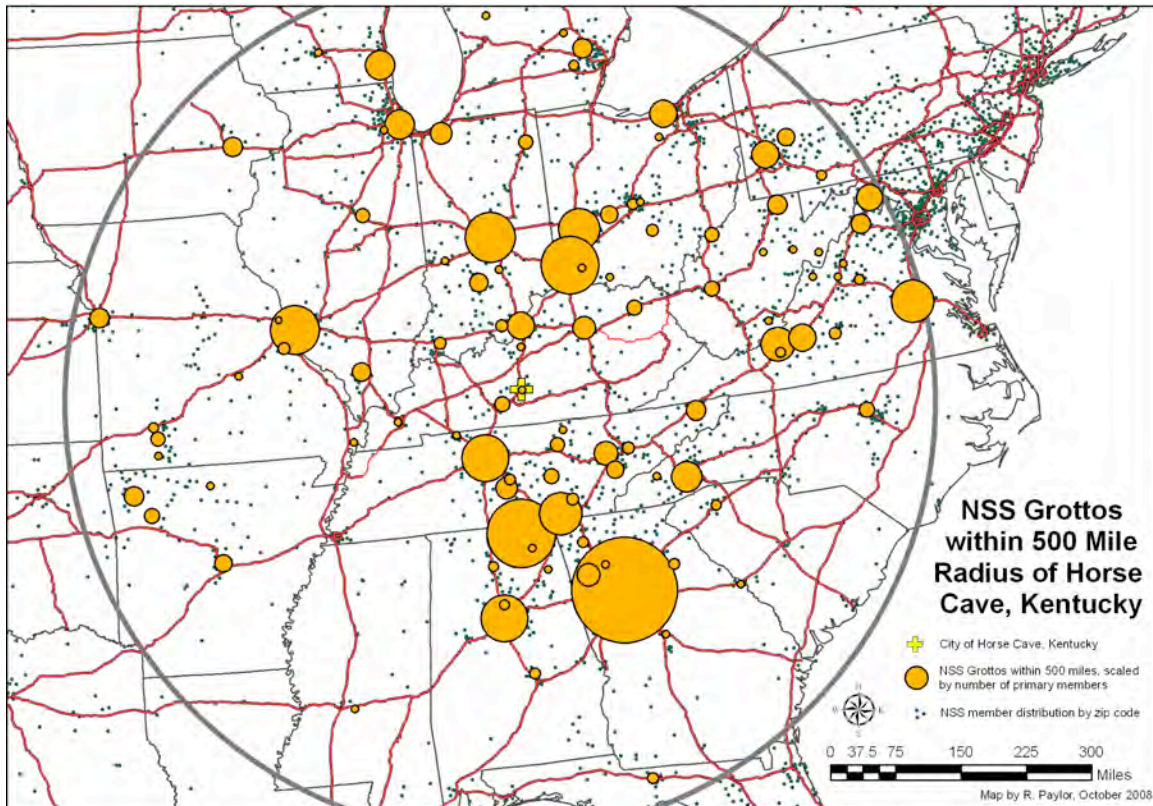 NSS Grottos
within 500 Mile
Radius of Horse
Cave, Kentucky
City of Horse Cave, Kentucky
NSS Grottos within 500 miles, scaled
by number of primary members
NSS member distribution by zip code
0 37.5 75 150 225 300
Miles
Map by R. Paylor, October 2008